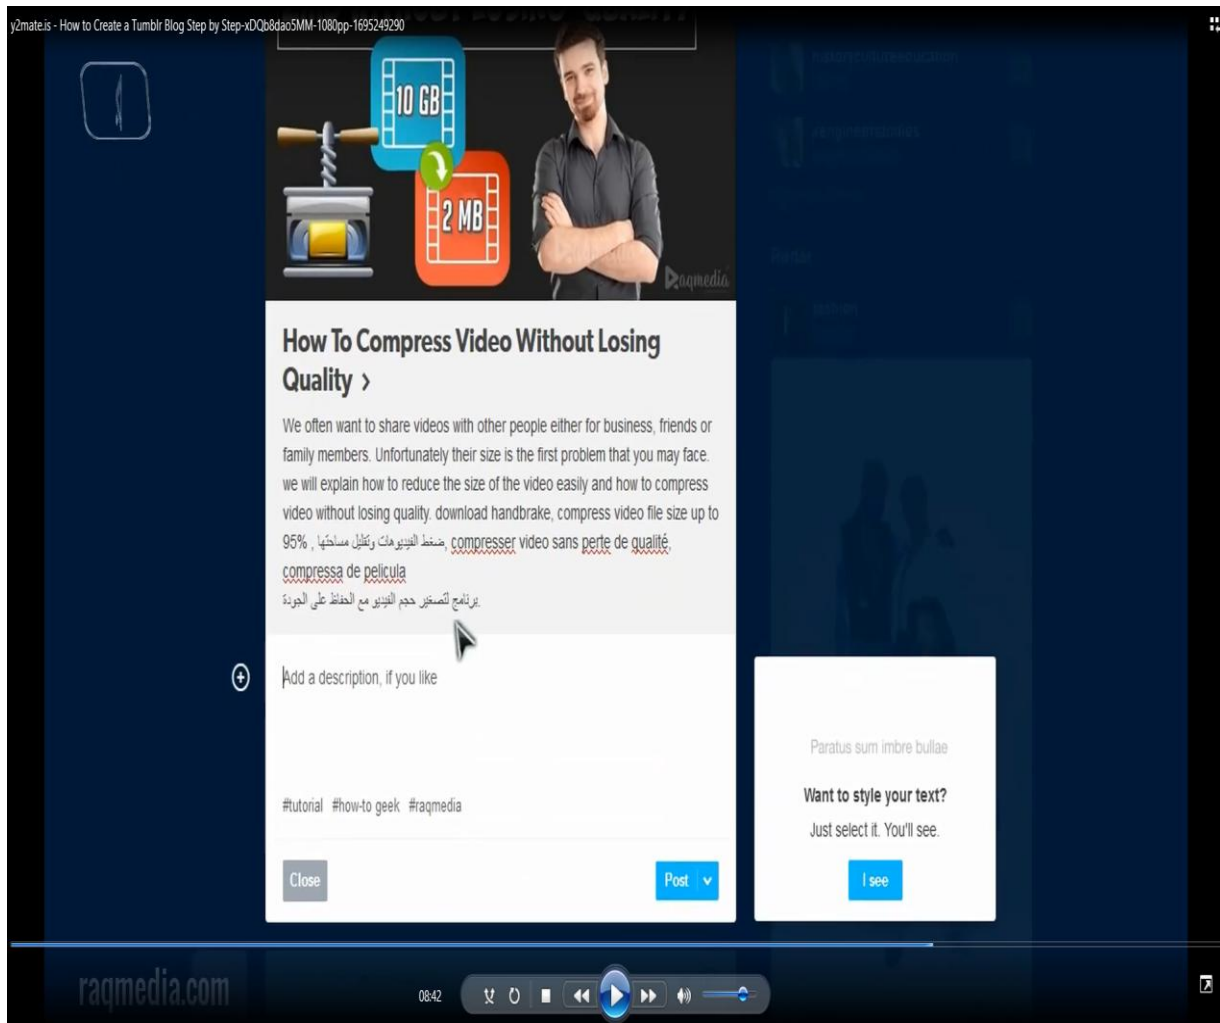 y2mate.is - How to Create a Tumblr Blog Step by Step-xDQb8dao5MM-1080pp-1695249290
10 GB
2 MB
Raqmedia
How To Compress Video Without Losing
Quality ›
We often want to share videos with other people either for business, friends or
family members. Unfortunately their size is the first problem that you may face.
we will explain how to reduce the size of the video easily and how to compress
video without losing quality. download handbrake, compress video file size up to
95% , ضغط الفيديوهات وتقليل مساحتها, compresser video sans perte de qualité,
compressa de pelicula
برنامج لتصغير حجم الفيديو مع الحفاظ على الجودة.
Add a description, if you like
#tutorial #how-to geek #raqmedia
Close
Post
Paratus sum imbre bullae
Want to style your text?
Just select it. You'll see.
I see
raqmedia.com
08:42